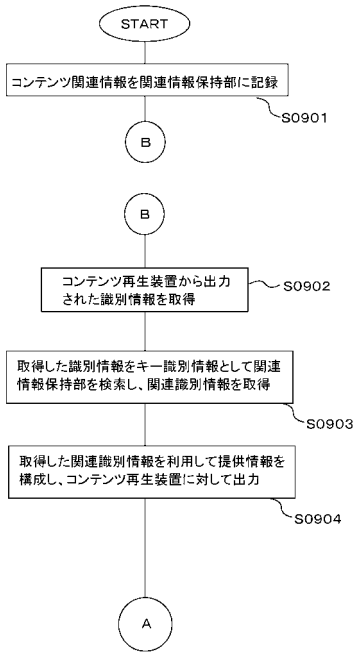 START
コンテンツ関連情報を関連情報保持部に記録
S0901
B
B
コンテンツ再生装置から出力
された識別情報を取得
S0902
取得した識別情報をキー識別情報として関連
情報保持部を検索し、関連識別情報を取得
S0903
取得した関連識別情報を利用して提供情報を
構成し、コンテンツ再生装置に対して出力
S0904
A